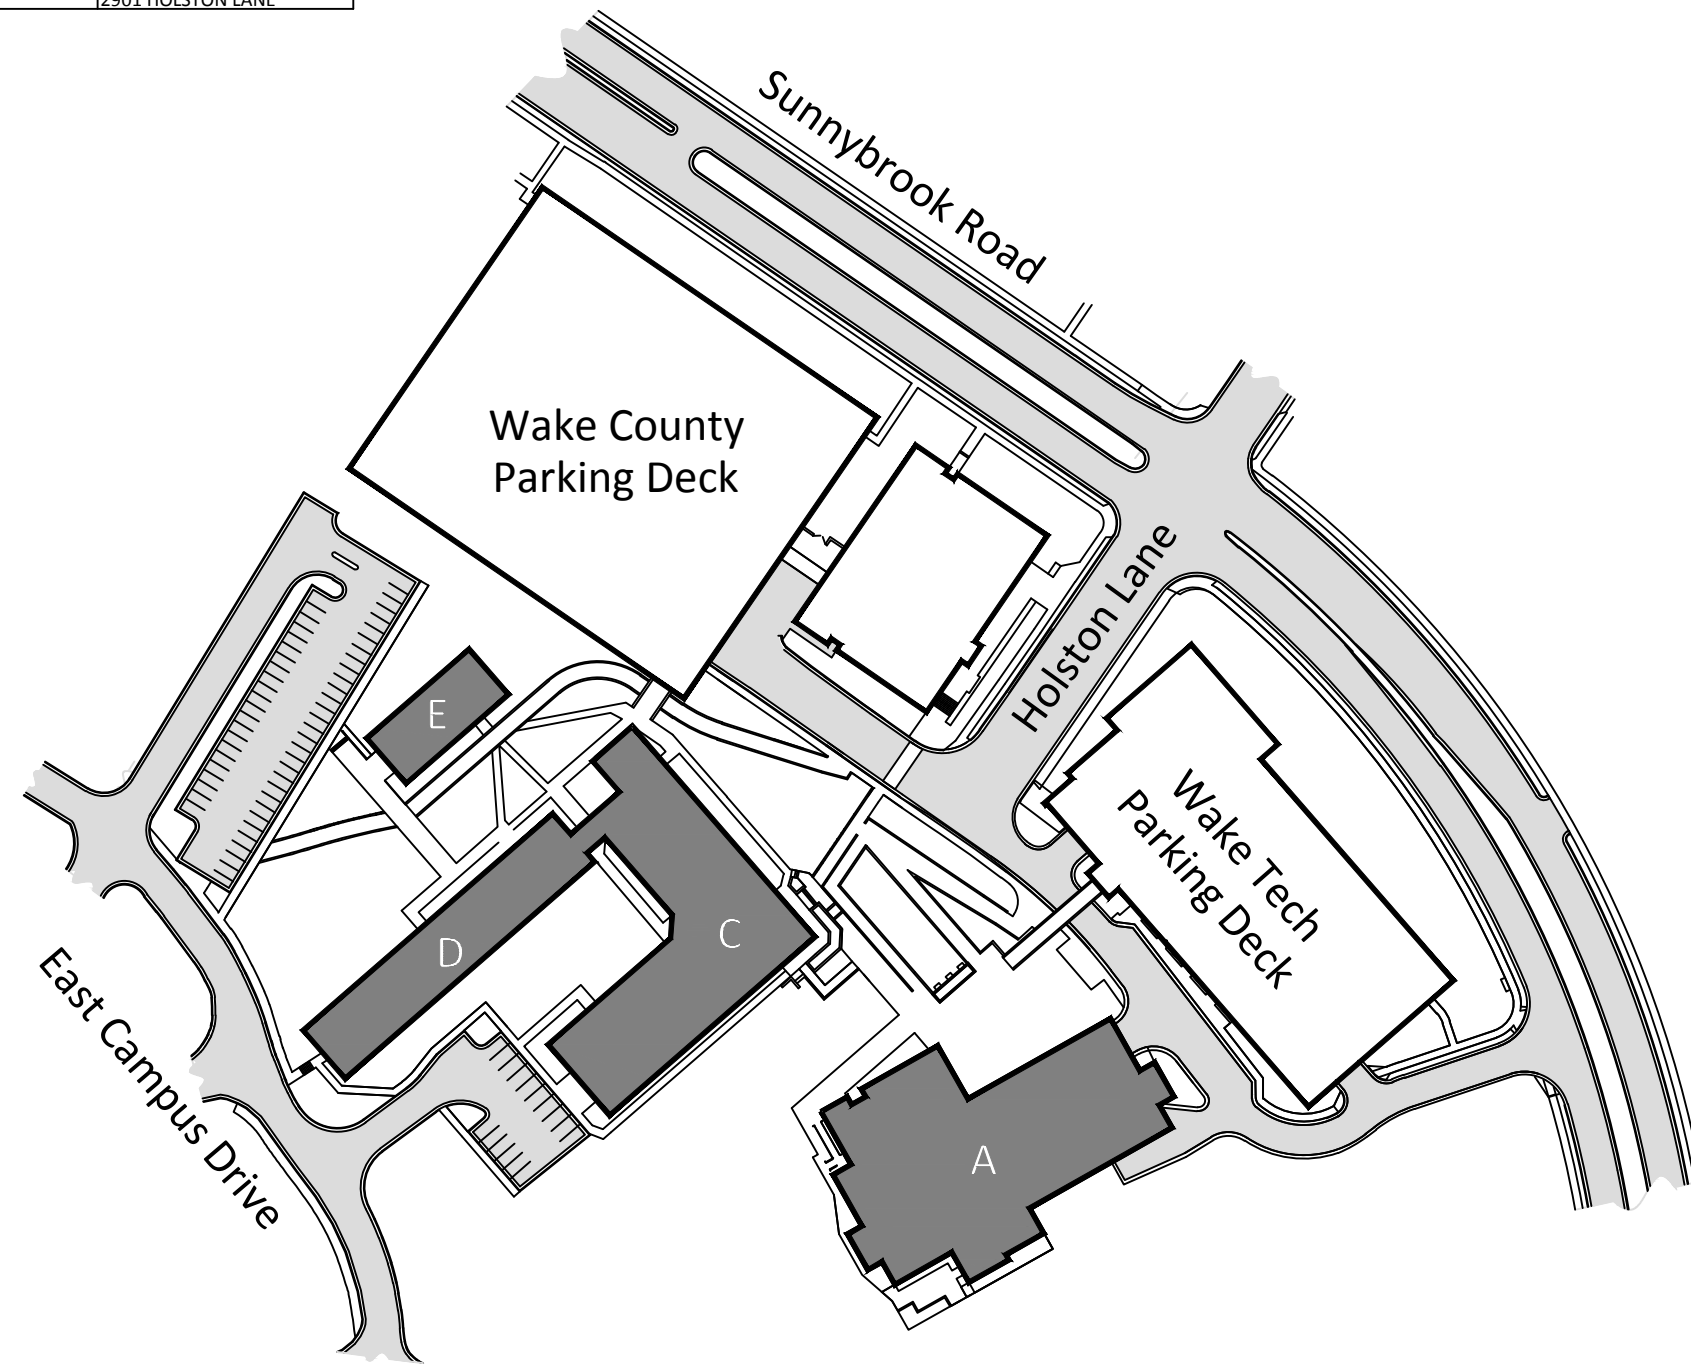 2901 HOLSTON LANE
Sunnybrook Road
Wake County
Parking Deck
Holston Lane
E
Wake Tech
Parking Deck
C
D
East Campus Drive
A